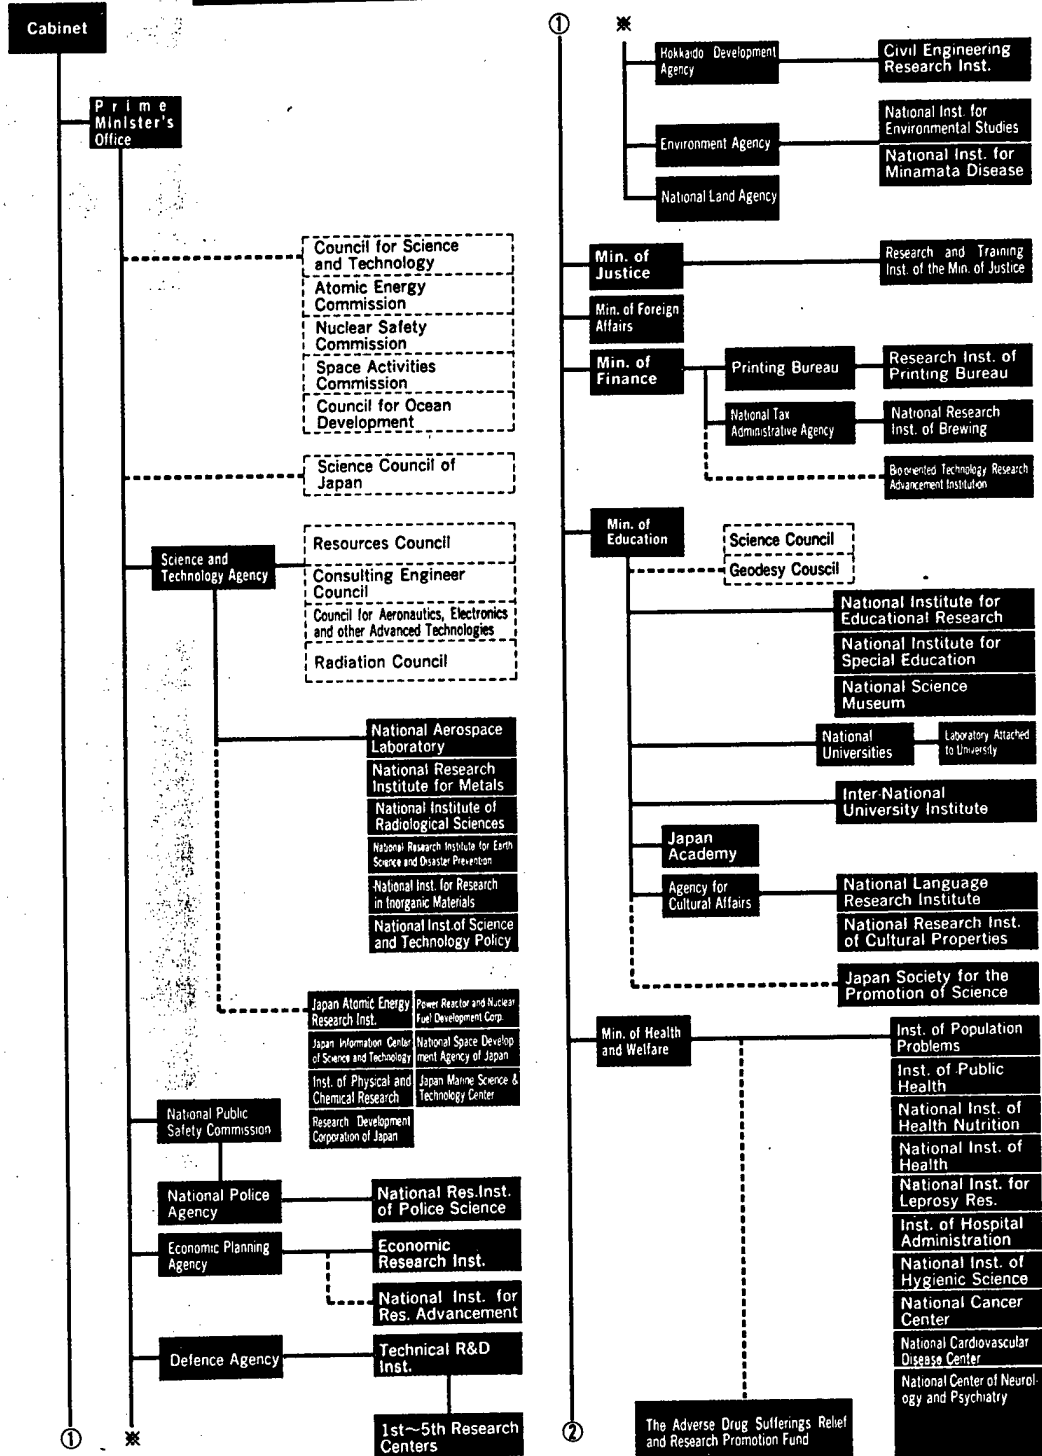 Cabinet
Prime
Minister's
Office
Council for Science
and Technology
Atomic Energy
Commission
Nuclear Safety
Commission
Space Activities
Commission
Council for Ocean
Development
Science Council of
Japan
Science and
Technology Agency
Resources Council
Consulting Engineer
Council
Council for Aeronautics, Electronics
and other Advanced Technologies
Radiation Council
National Aerospace
Laboratory
National Research
Institute for Metals
National Institute of
Radiological Sciences
National Research Institute for Earth
Science and Disaster Prevention
National Inst. for Research
in Inorganic Materials
National Inst.of Science
and Technology Policy
Japan Atomic Energy
Research Inst.
Power Reactor and Nuclear
Fuel Development Corp.
Japan Information Center
of Science and Technology
National Space Develop
ment Agency of Japan
Inst. of Physical and
Chemical Research
Japan Marine Science &
Technology Center
Research Development
Corporation of Japan
National Public
Safety Commission
National Police
Agency
National Res.Inst.
of Police Science
Economic Planning
Agency
Economic
Research Inst.
National Inst. for
Res. Advancement
Defence Agency
Technical R&D
Inst.
1st~5th Research
Centers
① ※
① ※
Hokkaido Development
Agency
Civil Engineering
Research Inst.
Environment Agency
National Inst. for
Environmental Studies
National Inst. for
Minamata Disease
National Land Agency
Min. of
Justice
Research and Training
Inst. of the Min. of Justice
Min. of Foreign
Affairs
Min. of
Finance
Printing Bureau
Research Inst. of
Printing Bureau
National Tax
Administrative Agency
National Research
Inst. of Brewing
Bio oriented Technology Research
Advancement Institution
Min. of
Education
Science Council
Geodesy Couscil
National Institute for
Educational Research
National Institute for
Special Education
National Science
Museum
National
Universities
Laboratory Attached
to University
Inter-National
University Institute
Japan
Academy
Agency for
Cultural Affairs
National Language
Research Institute
National Research Inst.
of Cultural Properties
Japan Society for the
Promotion of Science
Min. of Health
and Welfare
Inst. of Population
Problems
Inst. of Public
Health
National Inst. of
Health Nutrition
National Inst. of
Health
National Inst. for
Leprosy Res.
Inst. of Hospital
Administration
National Inst. of
Hygienic Science
National Cancer
Center
National Cardiovascular
Disease Center
National Center of Neurol-
ogy and Psychiatry
The Adverse Drug Sufferings Relief
and Research Promotion Fund
②